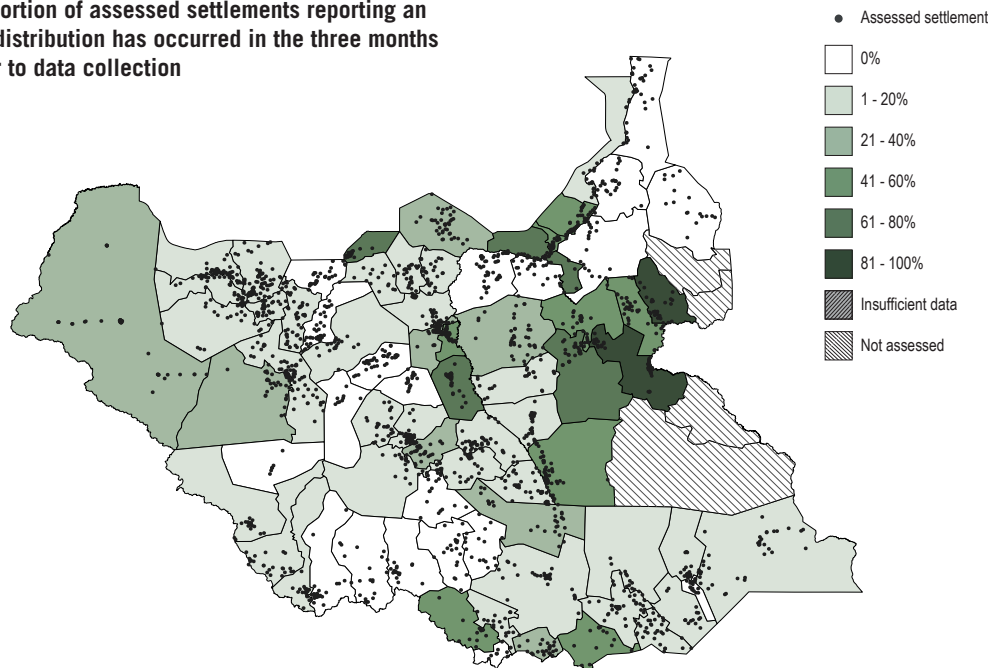 ortion of assessed settlements reporting an
distribution has occurred in the three months
to data collection
Assessed settlement
0%
1 - 20%
21 - 40%
41 - 60%
61 - 80%
81 - 100%
Insufficient data
Not assessed